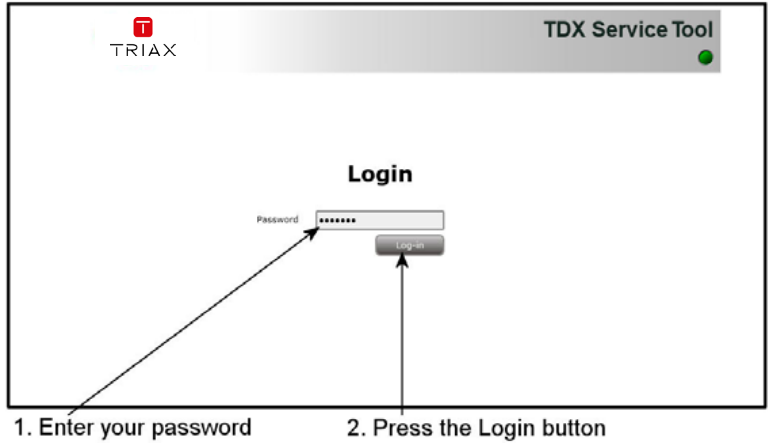 TRIAX
TDX Service Tool
Login
Password •••••••
Log-in
1. Enter your password
2. Press the Login button